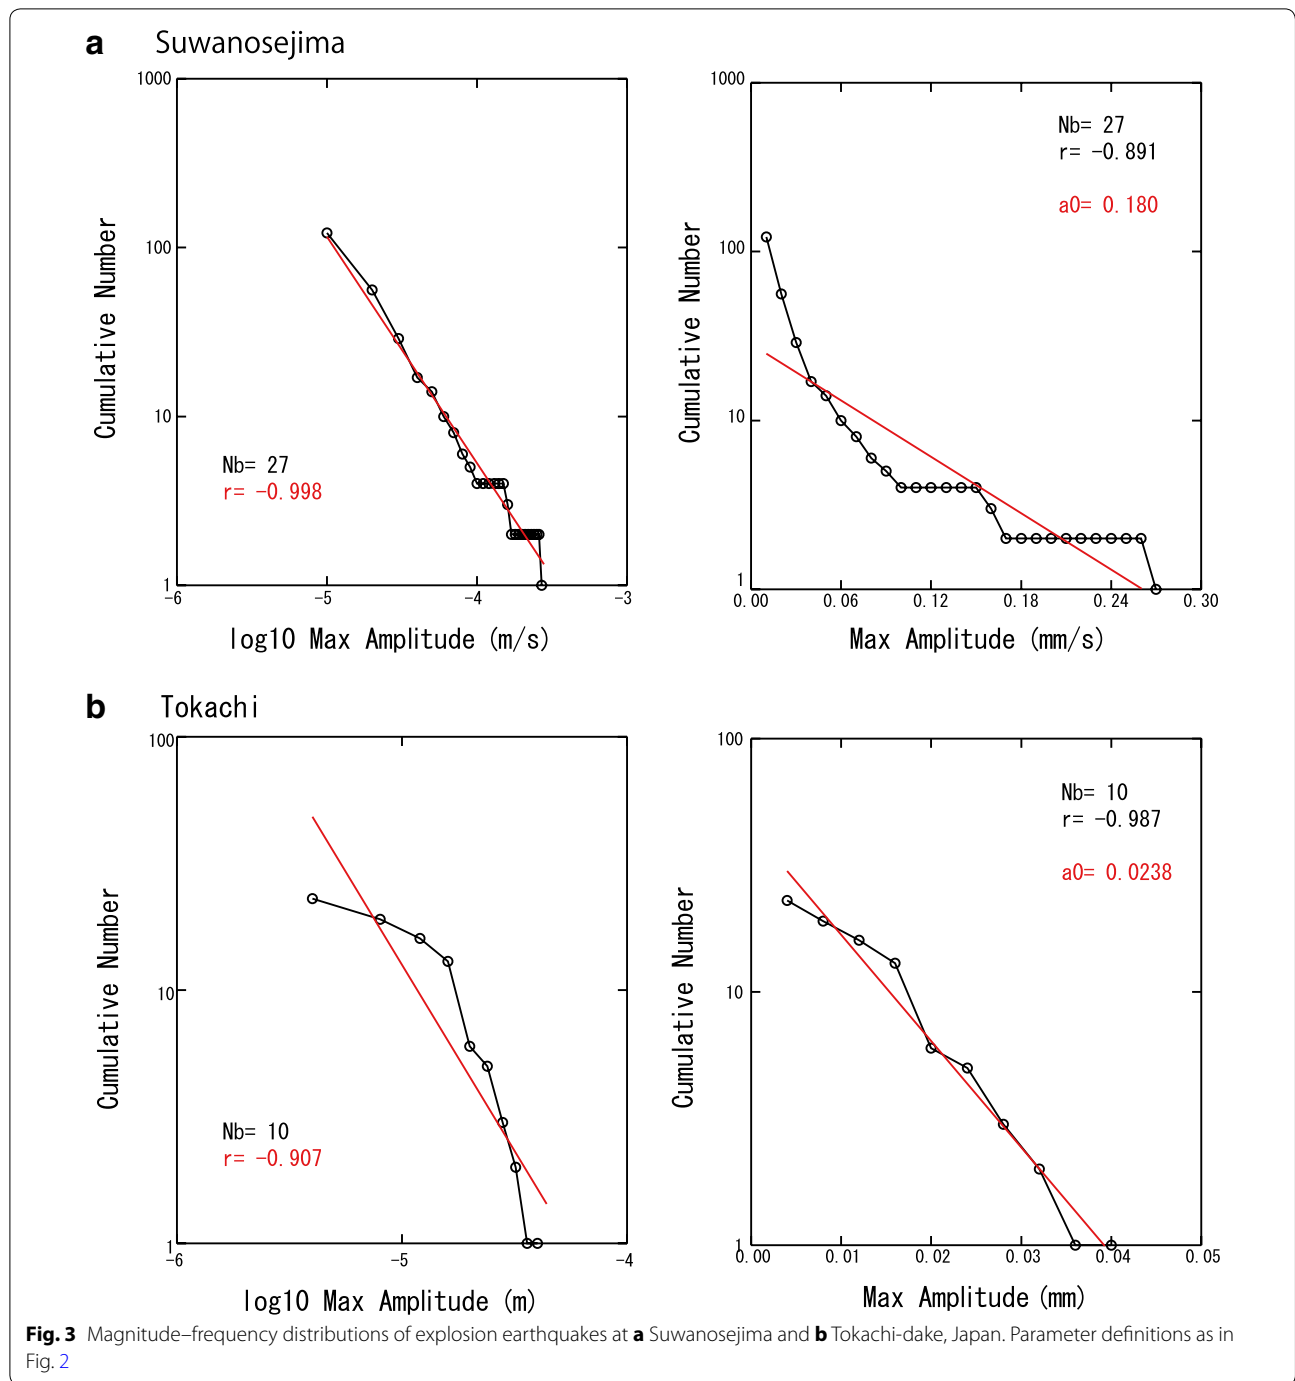 a Suwanosejima
1000
100
10
1
-6 -5 -4 -3
Cumulative Number
Nb= 27
r= -0.998
log10 Max Amplitude (m/s)
1000
100
10
1
0.00 0.06 0.12 0.18 0.24 0.30
Cumulative Number
Nb= 27
r= -0.891
a0= 0.180
Max Amplitude (mm/s)
b Tokachi
100
10
1
-6 -5 -4
Cumulative Number
Nb= 10
r= -0.907
log10 Max Amplitude (m)
100
10
1
0.00 0.01 0.02 0.03 0.04 0.05
Cumulative Number
Nb= 10
r= -0.987
a0= 0.0238
Max Amplitude (mm)
Fig. 3 Magnitude–frequency distributions of explosion earthquakes at a Suwanosejima and b Tokachi-dake, Japan. Parameter definitions as in
Fig. 2